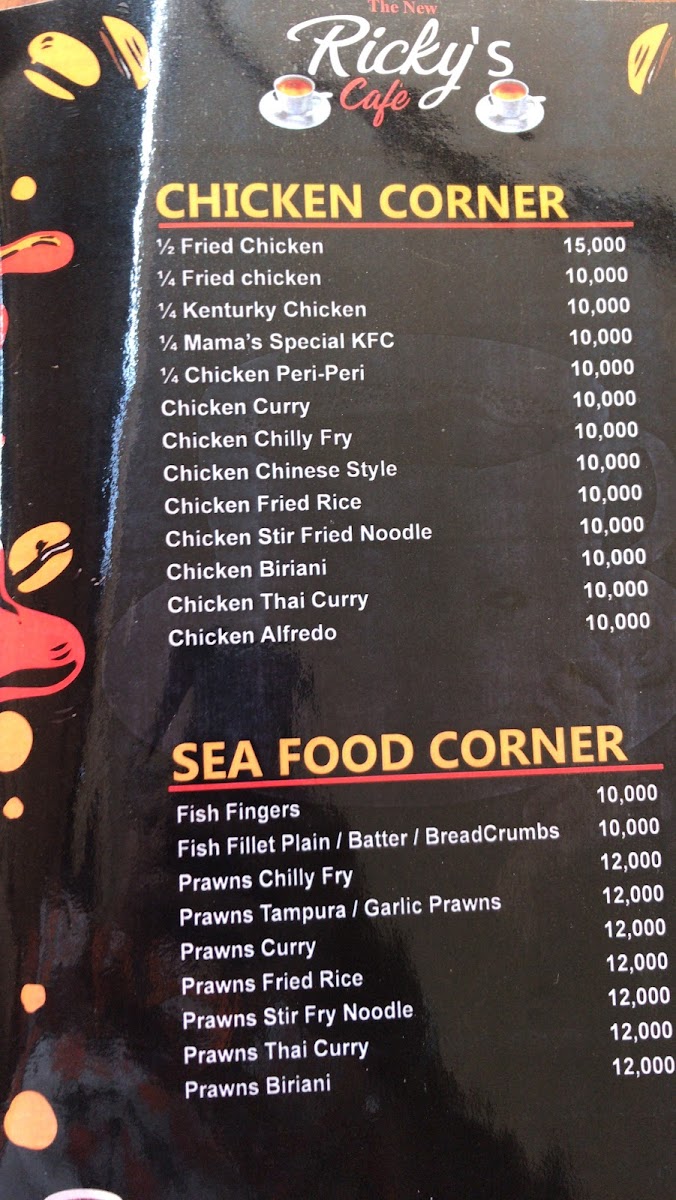 The New
Ricky's
Cafe
CHICKEN CORNER
½ Fried Chicken 15,000
¼ Fried chicken 10,000
¼ Kenturky Chicken 10,000
¼ Mama's Special KFC 10,000
¼ Chicken Peri-Peri 10,000
Chicken Curry 10,000
Chicken Chilly Fry 10,000
Chicken Chinese Style 10,000
Chicken Fried Rice 10,000
Chicken Stir Fried Noodle 10,000
Chicken Biriani 10,000
Chicken Thai Curry 10,000
Chicken Alfredo 10,000
SEA FOOD CORNER
Fish Fingers 10,000
Fish Fillet Plain / Batter / BreadCrumbs 10,000
Prawns Chilly Fry 12,000
Prawns Tampura / Garlic Prawns 12,000
Prawns Curry 12,000
Prawns Fried Rice 12,000
Prawns Stir Fry Noodle 12,000
Prawns Thai Curry 12,000
Prawns Biriani 12,000